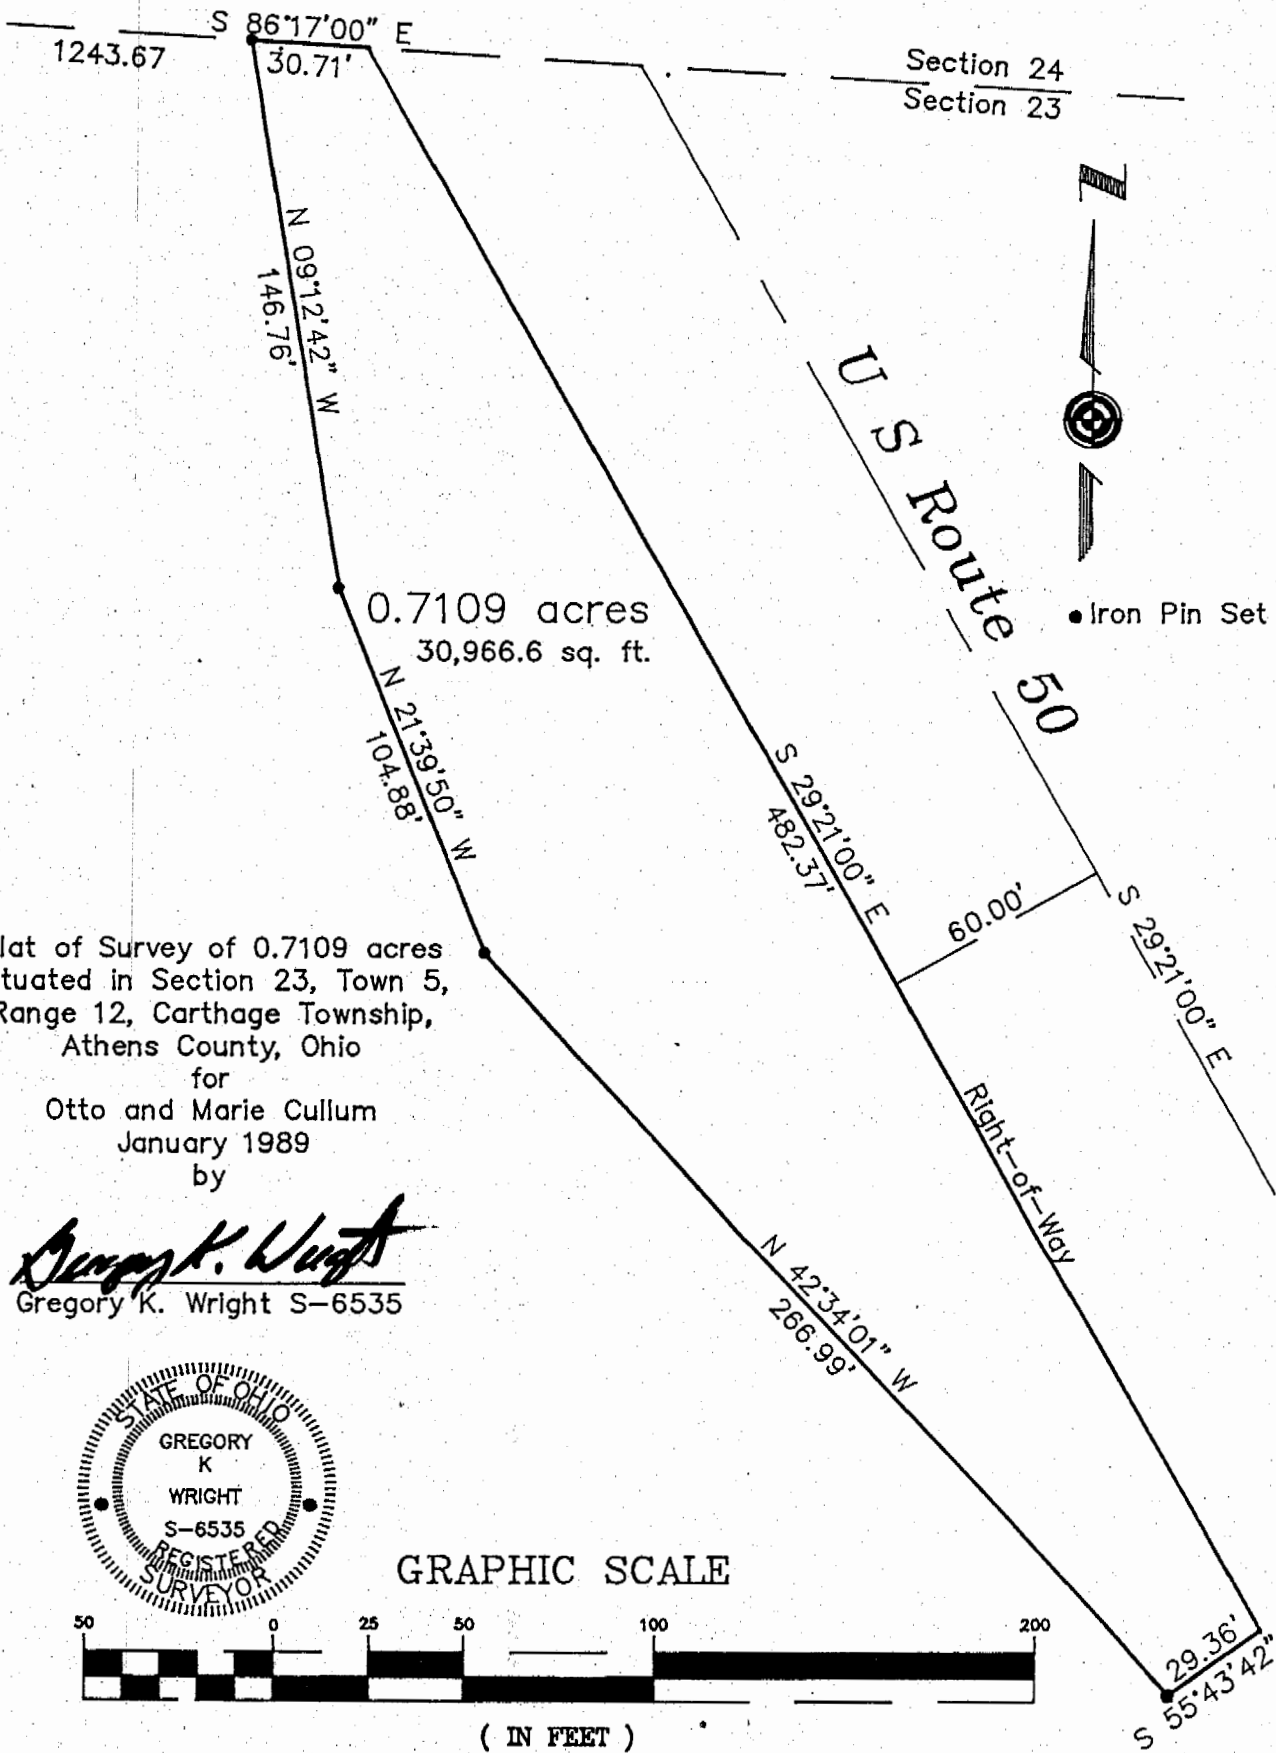 S 86°17'00" E
1243.67
30.71'
Section 24
Section 23
N
N 09°12'42" W
146.76'
U S Route 50
Iron Pin Set
0.7109 acres
30,966.6 sq. ft.
N 21°39'50" W
104.88'
S 29°21'00" E
482.37'
60.00'
S 29°21'00" E
lat of Survey of 0.7109 acres
tuated in Section 23, Town 5,
Range 12, Carthage Township,
Athens County, Ohio
for
Otto and Marie Cullum
January 1989
by
Right-of-Way
Gregory K. Wright
Gregory K. Wright S-6535
N 42°34'01" W
266.99'
STATE OF OHIO
GREGORY
K
WRIGHT
S-6535
REGISTERED
SURVEYOR
GRAPHIC SCALE
50 0 25 50 100 200
( IN FEET )
29.36'
S 55°43'42"